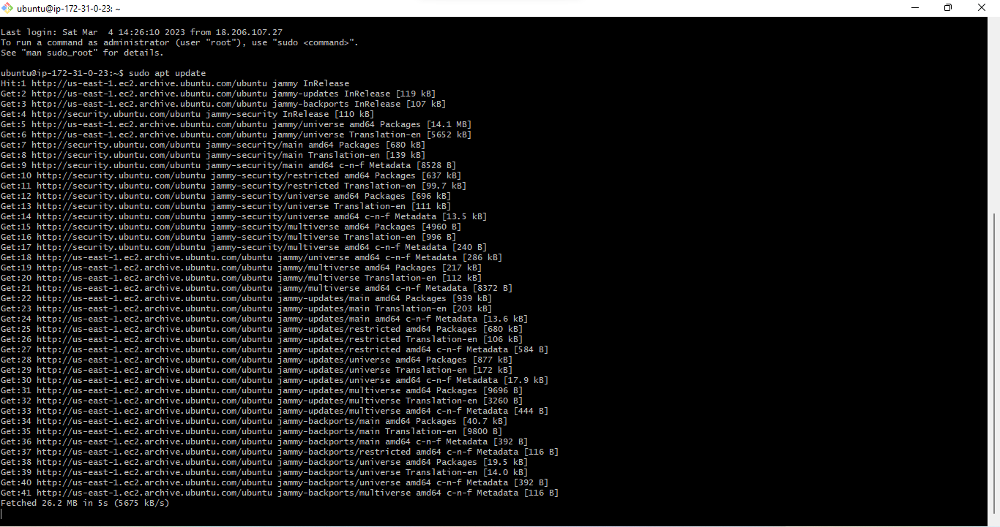 ubuntu@ip-172-31-0-23: ~
Last login: Sat Mar  4 14:26:10 2023 from 18.206.107.27
To run a command as administrator (user "root"), use "sudo <command>".
See "man sudo_root" for details.
ubuntu@ip-172-31-0-23:~$ sudo apt update
Hit:1 http://us-east-1.ec2.archive.ubuntu.com/ubuntu jammy InRelease
Get:2 http://us-east-1.ec2.archive.ubuntu.com/ubuntu jammy-updates InRelease [119 kB]
Get:3 http://us-east-1.ec2.archive.ubuntu.com/ubuntu jammy-backports InRelease [107 kB]
Get:4 http://security.ubuntu.com/ubuntu jammy-security InRelease [110 kB]
Get:5 http://us-east-1.ec2.archive.ubuntu.com/ubuntu jammy/universe amd64 Packages [14.1 MB]
Get:6 http://us-east-1.ec2.archive.ubuntu.com/ubuntu jammy/universe Translation-en [5652 kB]
Get:7 http://security.ubuntu.com/ubuntu jammy-security/main amd64 Packages [680 kB]
Get:8 http://security.ubuntu.com/ubuntu jammy-security/main Translation-en [139 kB]
Get:9 http://security.ubuntu.com/ubuntu jammy-security/main amd64 c-n-f Metadata [8528 B]
Get:10 http://security.ubuntu.com/ubuntu jammy-security/restricted amd64 Packages [637 kB]
Get:11 http://security.ubuntu.com/ubuntu jammy-security/restricted Translation-en [99.7 kB]
Get:12 http://security.ubuntu.com/ubuntu jammy-security/universe amd64 Packages [696 kB]
Get:13 http://security.ubuntu.com/ubuntu jammy-security/universe Translation-en [111 kB]
Get:14 http://security.ubuntu.com/ubuntu jammy-security/universe amd64 c-n-f Metadata [13.5 kB]
Get:15 http://security.ubuntu.com/ubuntu jammy-security/multiverse amd64 Packages [4960 B]
Get:16 http://security.ubuntu.com/ubuntu jammy-security/multiverse Translation-en [996 B]
Get:17 http://security.ubuntu.com/ubuntu jammy-security/multiverse amd64 c-n-f Metadata [240 B]
Get:18 http://us-east-1.ec2.archive.ubuntu.com/ubuntu jammy/universe amd64 c-n-f Metadata [286 kB]
Get:19 http://us-east-1.ec2.archive.ubuntu.com/ubuntu jammy/multiverse amd64 Packages [217 kB]
Get:20 http://us-east-1.ec2.archive.ubuntu.com/ubuntu jammy/multiverse Translation-en [112 kB]
Get:21 http://us-east-1.ec2.archive.ubuntu.com/ubuntu jammy/multiverse amd64 c-n-f Metadata [8372 B]
Get:22 http://us-east-1.ec2.archive.ubuntu.com/ubuntu jammy-updates/main amd64 Packages [939 kB]
Get:23 http://us-east-1.ec2.archive.ubuntu.com/ubuntu jammy-updates/main Translation-en [203 kB]
Get:24 http://us-east-1.ec2.archive.ubuntu.com/ubuntu jammy-updates/main amd64 c-n-f Metadata [13.6 kB]
Get:25 http://us-east-1.ec2.archive.ubuntu.com/ubuntu jammy-updates/restricted amd64 Packages [680 kB]
Get:26 http://us-east-1.ec2.archive.ubuntu.com/ubuntu jammy-updates/restricted Translation-en [106 kB]
Get:27 http://us-east-1.ec2.archive.ubuntu.com/ubuntu jammy-updates/restricted amd64 c-n-f Metadata [584 B]
Get:28 http://us-east-1.ec2.archive.ubuntu.com/ubuntu jammy-updates/universe amd64 Packages [877 kB]
Get:29 http://us-east-1.ec2.archive.ubuntu.com/ubuntu jammy-updates/universe Translation-en [172 kB]
Get:30 http://us-east-1.ec2.archive.ubuntu.com/ubuntu jammy-updates/universe amd64 c-n-f Metadata [17.9 kB]
Get:31 http://us-east-1.ec2.archive.ubuntu.com/ubuntu jammy-updates/multiverse amd64 Packages [9696 B]
Get:32 http://us-east-1.ec2.archive.ubuntu.com/ubuntu jammy-updates/multiverse Translation-en [3260 B]
Get:33 http://us-east-1.ec2.archive.ubuntu.com/ubuntu jammy-updates/multiverse amd64 c-n-f Metadata [444 B]
Get:34 http://us-east-1.ec2.archive.ubuntu.com/ubuntu jammy-backports/main amd64 Packages [40.7 kB]
Get:35 http://us-east-1.ec2.archive.ubuntu.com/ubuntu jammy-backports/main Translation-en [9800 B]
Get:36 http://us-east-1.ec2.archive.ubuntu.com/ubuntu jammy-backports/main amd64 c-n-f Metadata [392 B]
Get:37 http://us-east-1.ec2.archive.ubuntu.com/ubuntu jammy-backports/restricted amd64 c-n-f Metadata [116 B]
Get:38 http://us-east-1.ec2.archive.ubuntu.com/ubuntu jammy-backports/universe amd64 Packages [19.5 kB]
Get:39 http://us-east-1.ec2.archive.ubuntu.com/ubuntu jammy-backports/universe Translation-en [14.0 kB]
Get:40 http://us-east-1.ec2.archive.ubuntu.com/ubuntu jammy-backports/universe amd64 c-n-f Metadata [392 B]
Get:41 http://us-east-1.ec2.archive.ubuntu.com/ubuntu jammy-backports/multiverse amd64 c-n-f Metadata [116 B]
Fetched 26.2 MB in 5s (5675 kB/s)